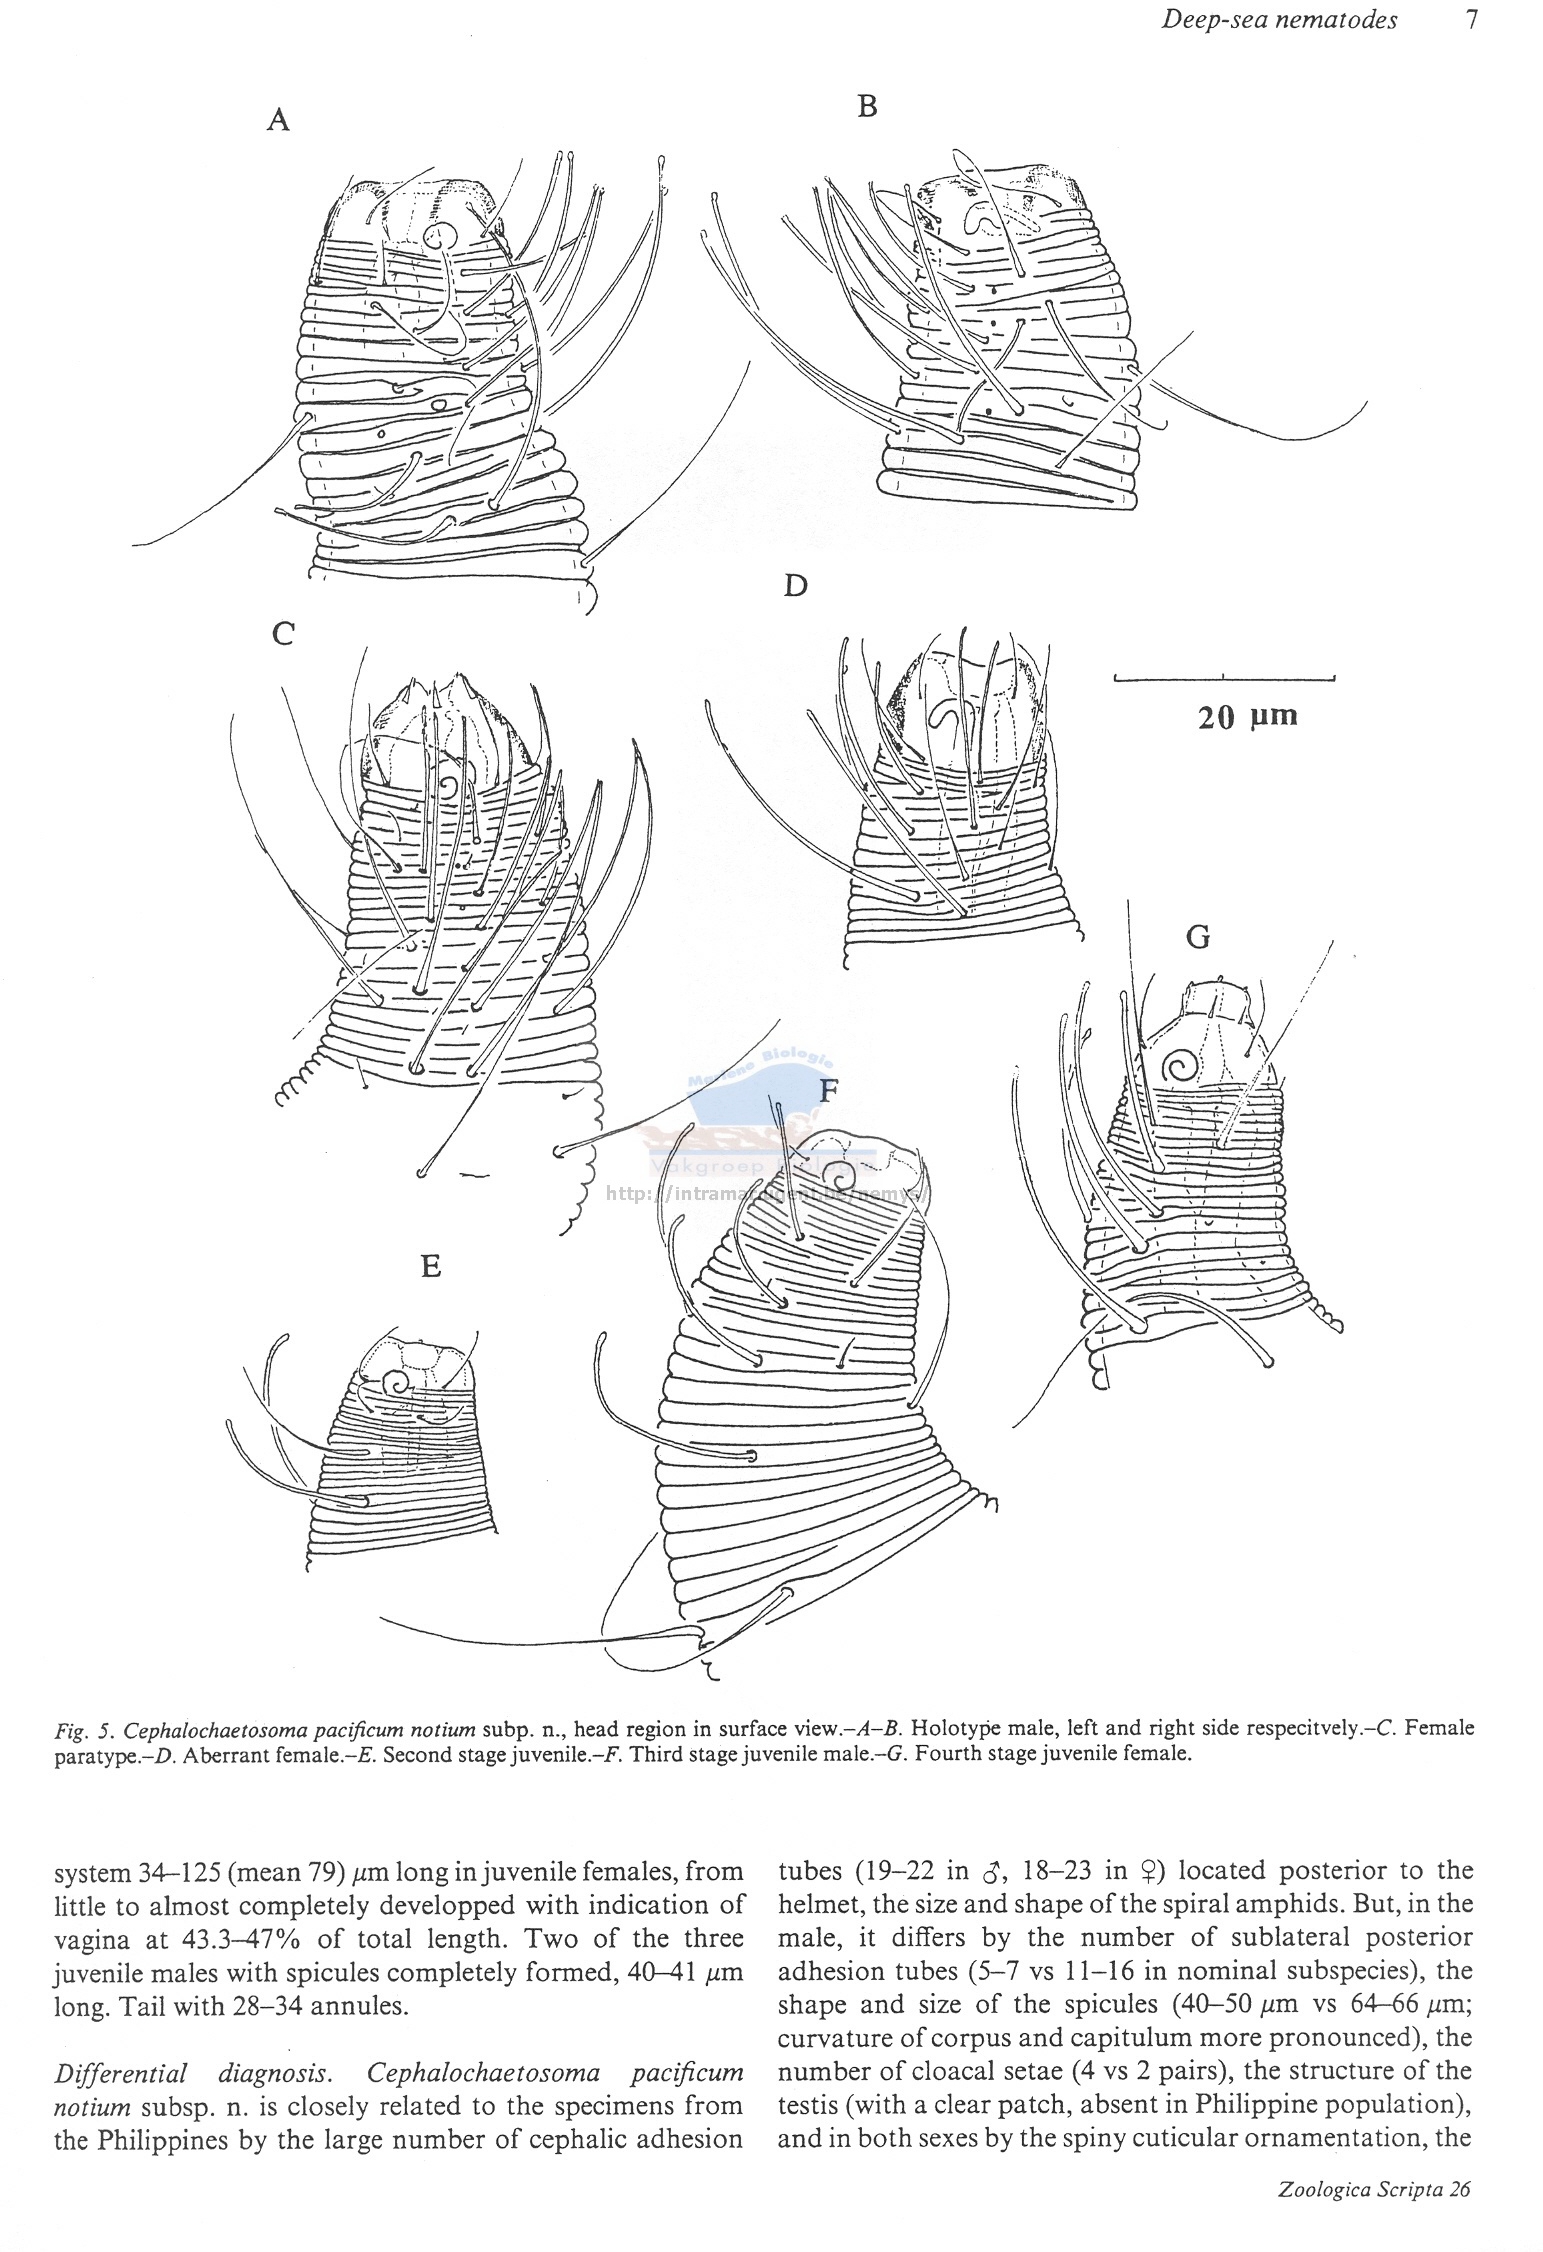 Deep-sea nematodes 7
A
B
C
D
20 µm
G
Mariene Biologie
F
Vakgroep Biologie
http://intramar.ugent.be/nemys/
E
Fig. 5. Cephalochaetosoma pacificum notium subp. n., head region in surface view.–A–B. Holotype male, left and right side respecitvely.–C. Female
paratype.–D. Aberrant female.–E. Second stage juvenile.–F. Third stage juvenile male.–G. Fourth stage juvenile female.
system 34–125 (mean 79) µm long in juvenile females, from
little to almost completely developped with indication of
vagina at 43.3–47% of total length. Two of the three
juvenile males with spicules completely formed, 40–41 µm
long. Tail with 28–34 annules.
Differential diagnosis. Cephalochaetosoma pacificum
notium subsp. n. is closely related to the specimens from
the Philippines by the large number of cephalic adhesion
tubes (19–22 in ♂, 18–23 in ♀) located posterior to the
helmet, the size and shape of the spiral amphids. But, in the
male, it differs by the number of sublateral posterior
adhesion tubes (5–7 vs 11–16 in nominal subspecies), the
shape and size of the spicules (40–50 µm vs 64–66 µm;
curvature of corpus and capitulum more pronounced), the
number of cloacal setae (4 vs 2 pairs), the structure of the
testis (with a clear patch, absent in Philippine population),
and in both sexes by the spiny cuticular ornamentation, the
Zoologica Scripta 26